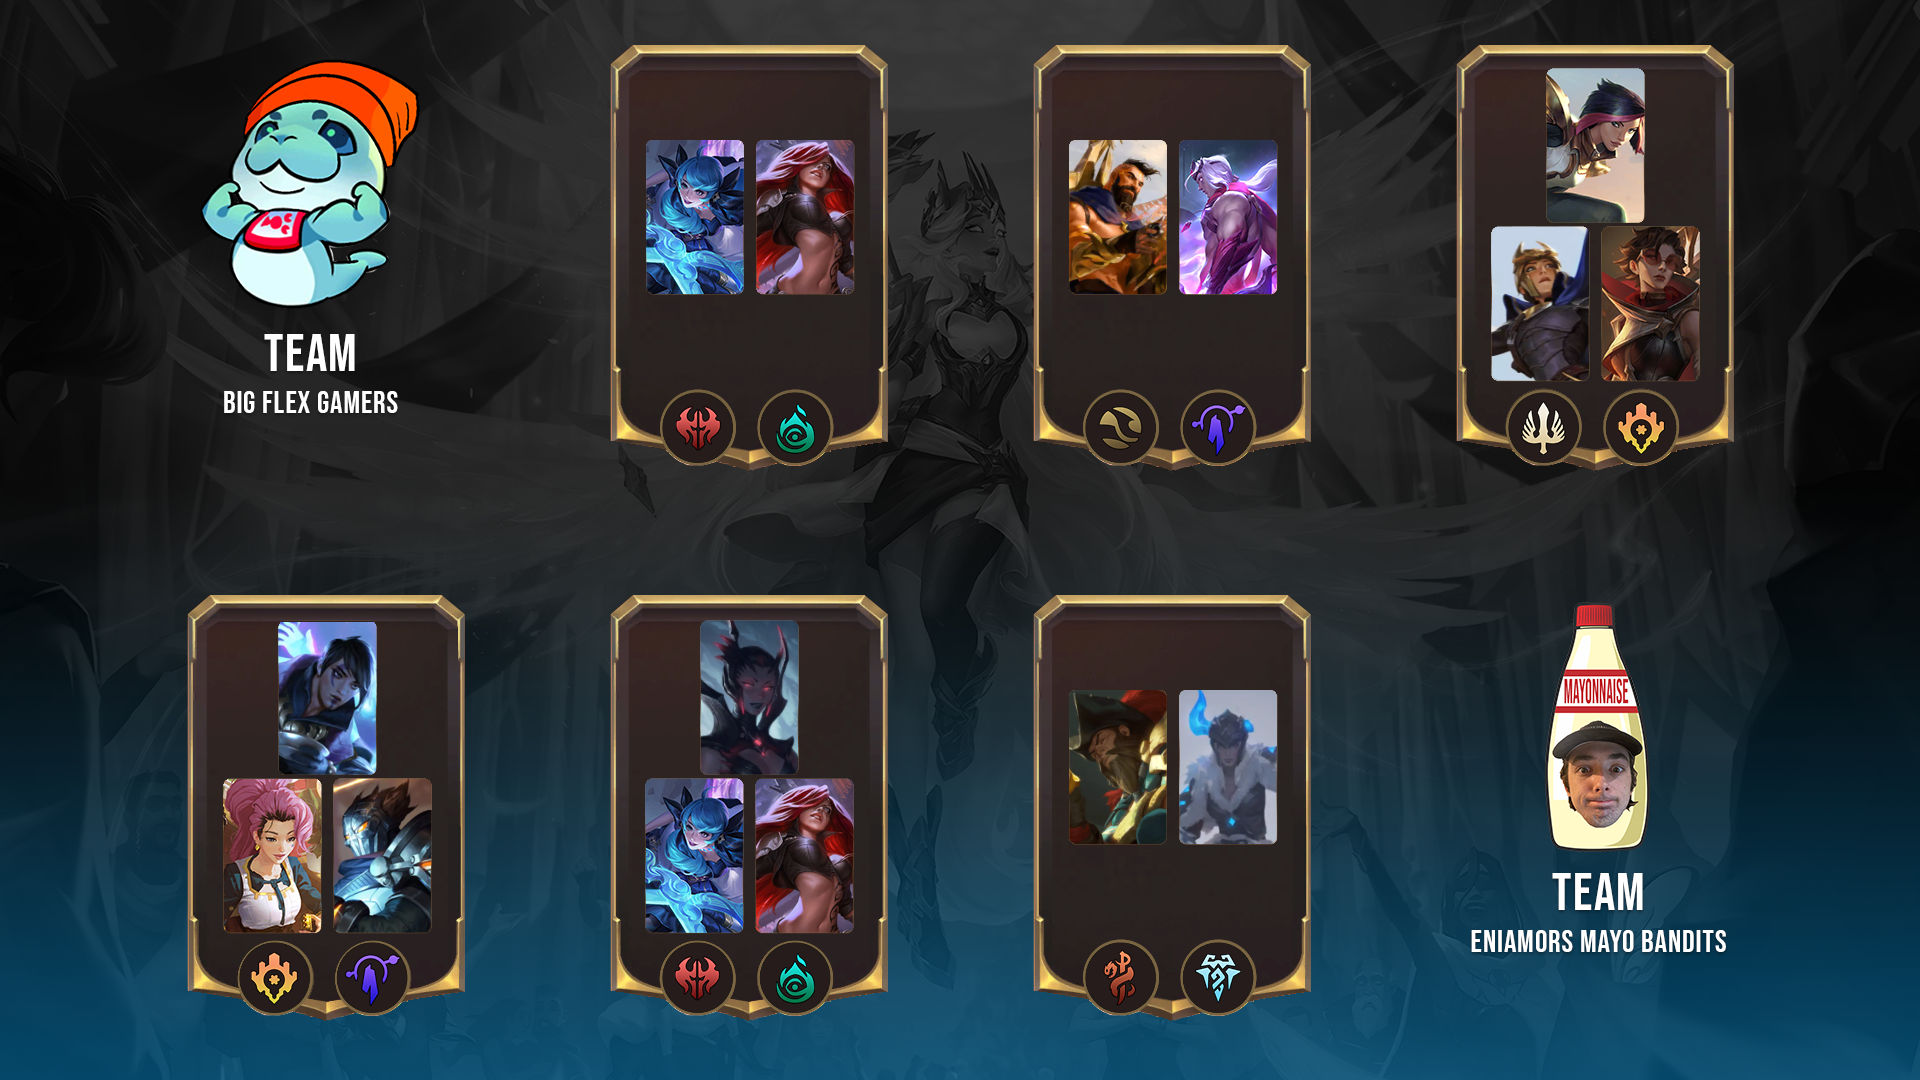 TEAM
BIG FLEX GAMERS
MAYONNAISE
TEAM
ENIAMORS MAYO BANDITS